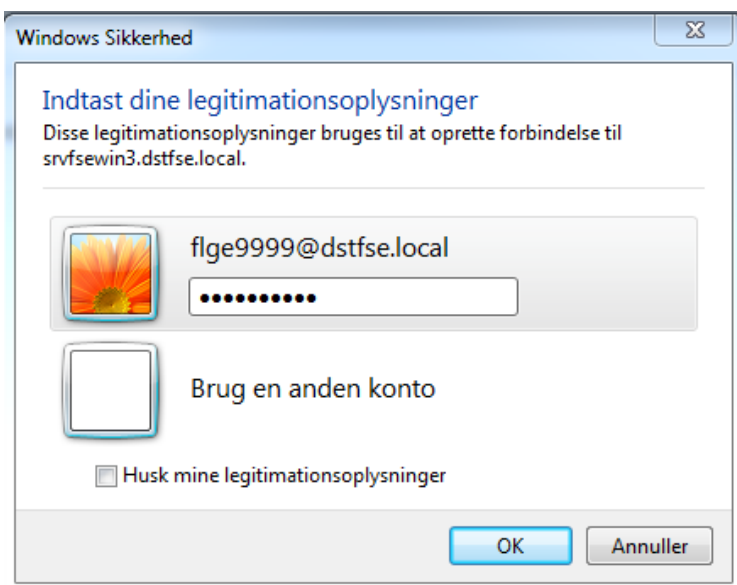 Windows Sikkerhed
Indtast dine legitimationsoplysninger
Disse legitimationsoplysninger bruges til at oprette forbindelse til
srvfsewin3.dstfse.local.
flge9999@dstfse.local
••••••••••
Brug en anden konto
Husk mine legitimationsoplysninger
OK
Annuller